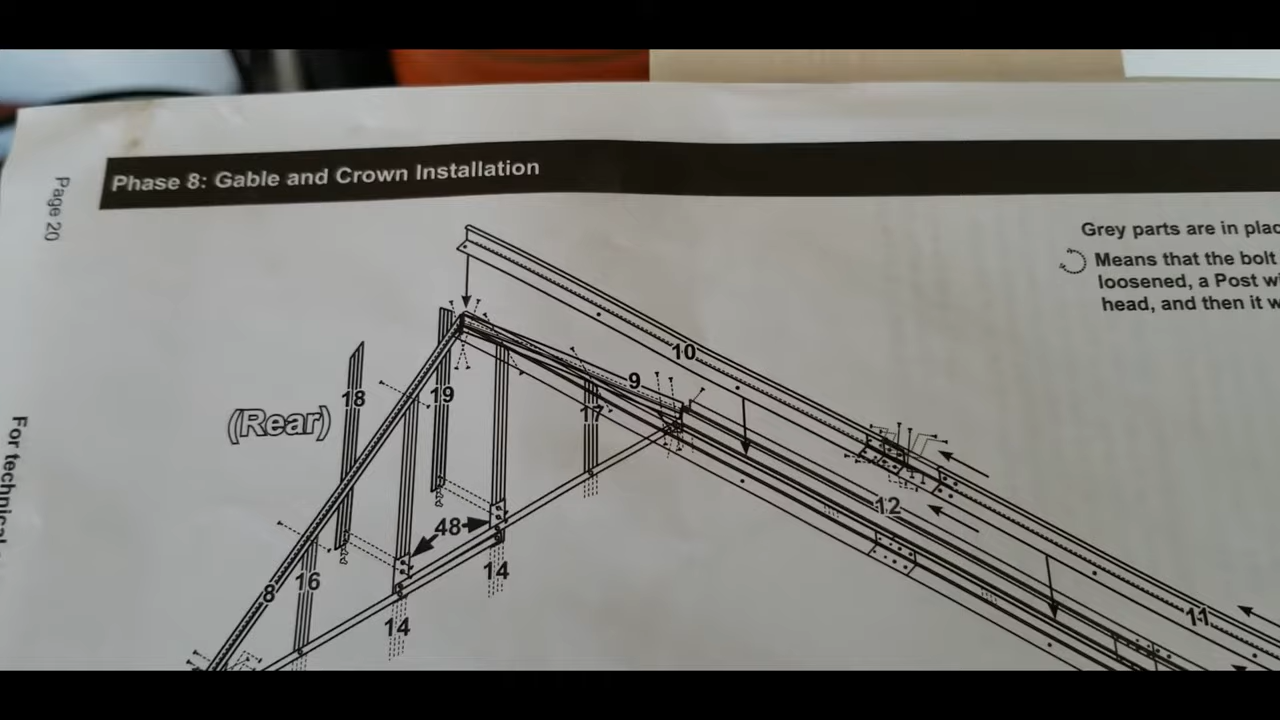 Phase 8: Gable and Crown Installation
Page 20
Grey parts are in plac
Means that the bolt
loosened, a Post wi
head, and then it w
10
9
18
19
17
(Rear)
12
48
16
8
14
14
11
For technical